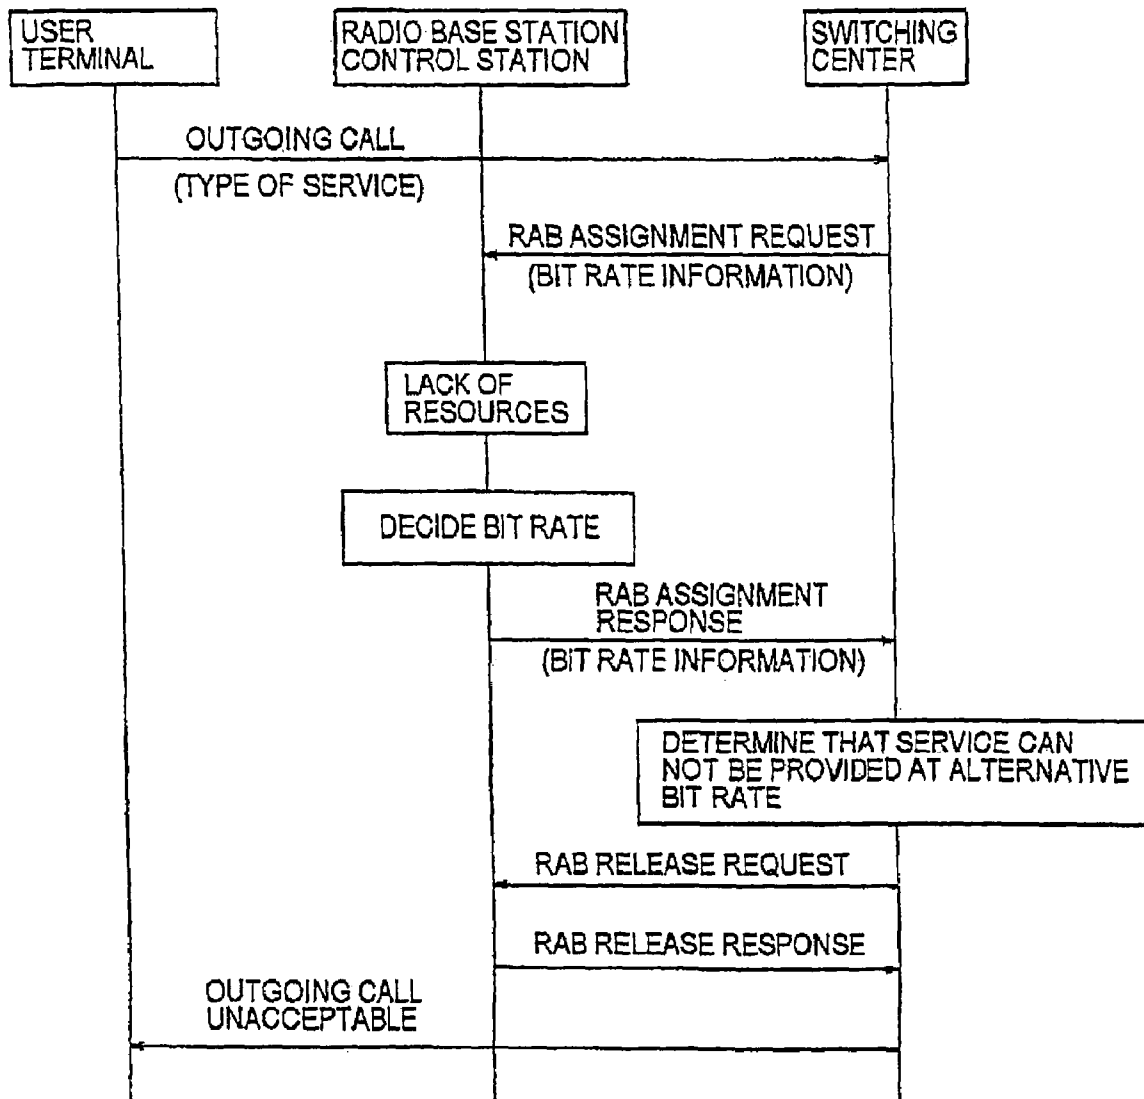 USER
TERMINAL
RADIO BASE STATION
CONTROL STATION
SWITCHING
CENTER
OUTGOING CALL
(TYPE OF SERVICE)
RAB ASSIGNMENT REQUEST
(BIT RATE INFORMATION)
LACK OF
RESOURCES
DECIDE BIT RATE
RAB ASSIGNMENT
RESPONSE
(BIT RATE INFORMATION)
DETERMINE THAT SERVICE CAN
NOT BE PROVIDED AT ALTERNATIVE
BIT RATE
RAB RELEASE REQUEST
RAB RELEASE RESPONSE
OUTGOING CALL
UNACCEPTABLE